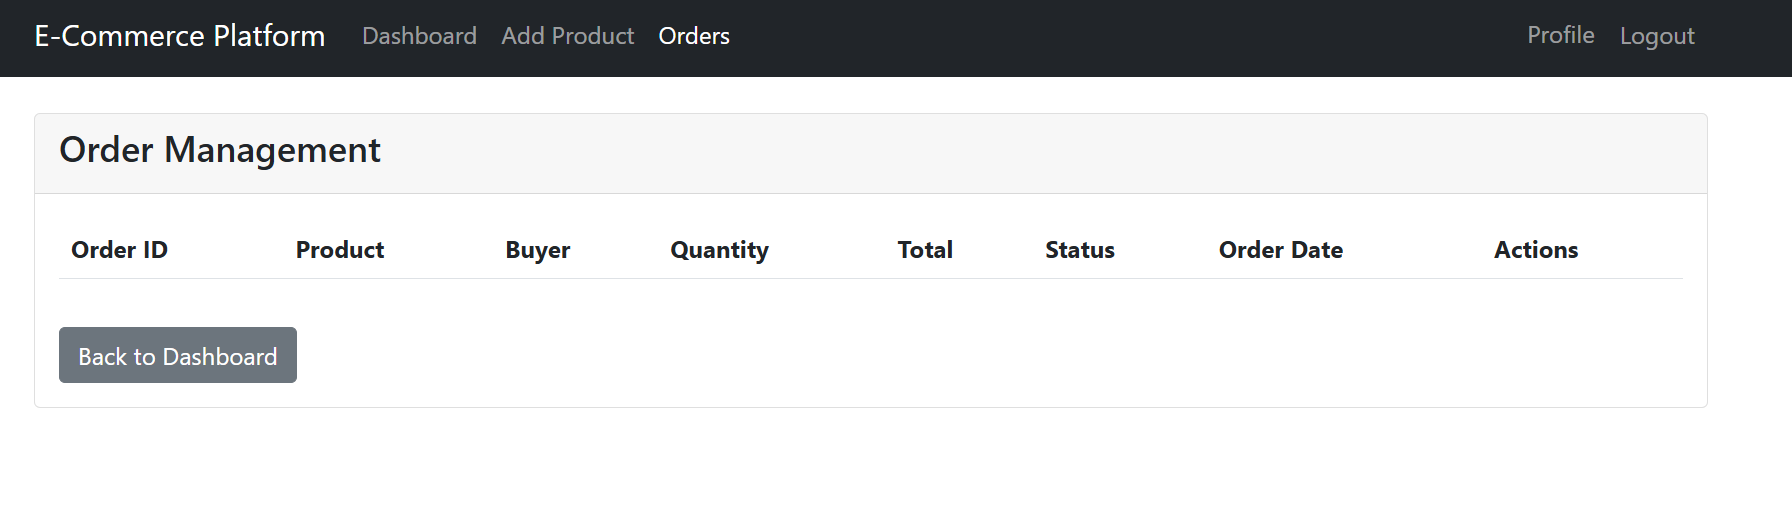 E-Commerce Platform Dashboard Add Product Orders Profile Logout
Order Management
Order ID Product Buyer Quantity Total Status Order Date Actions
Back to Dashboard